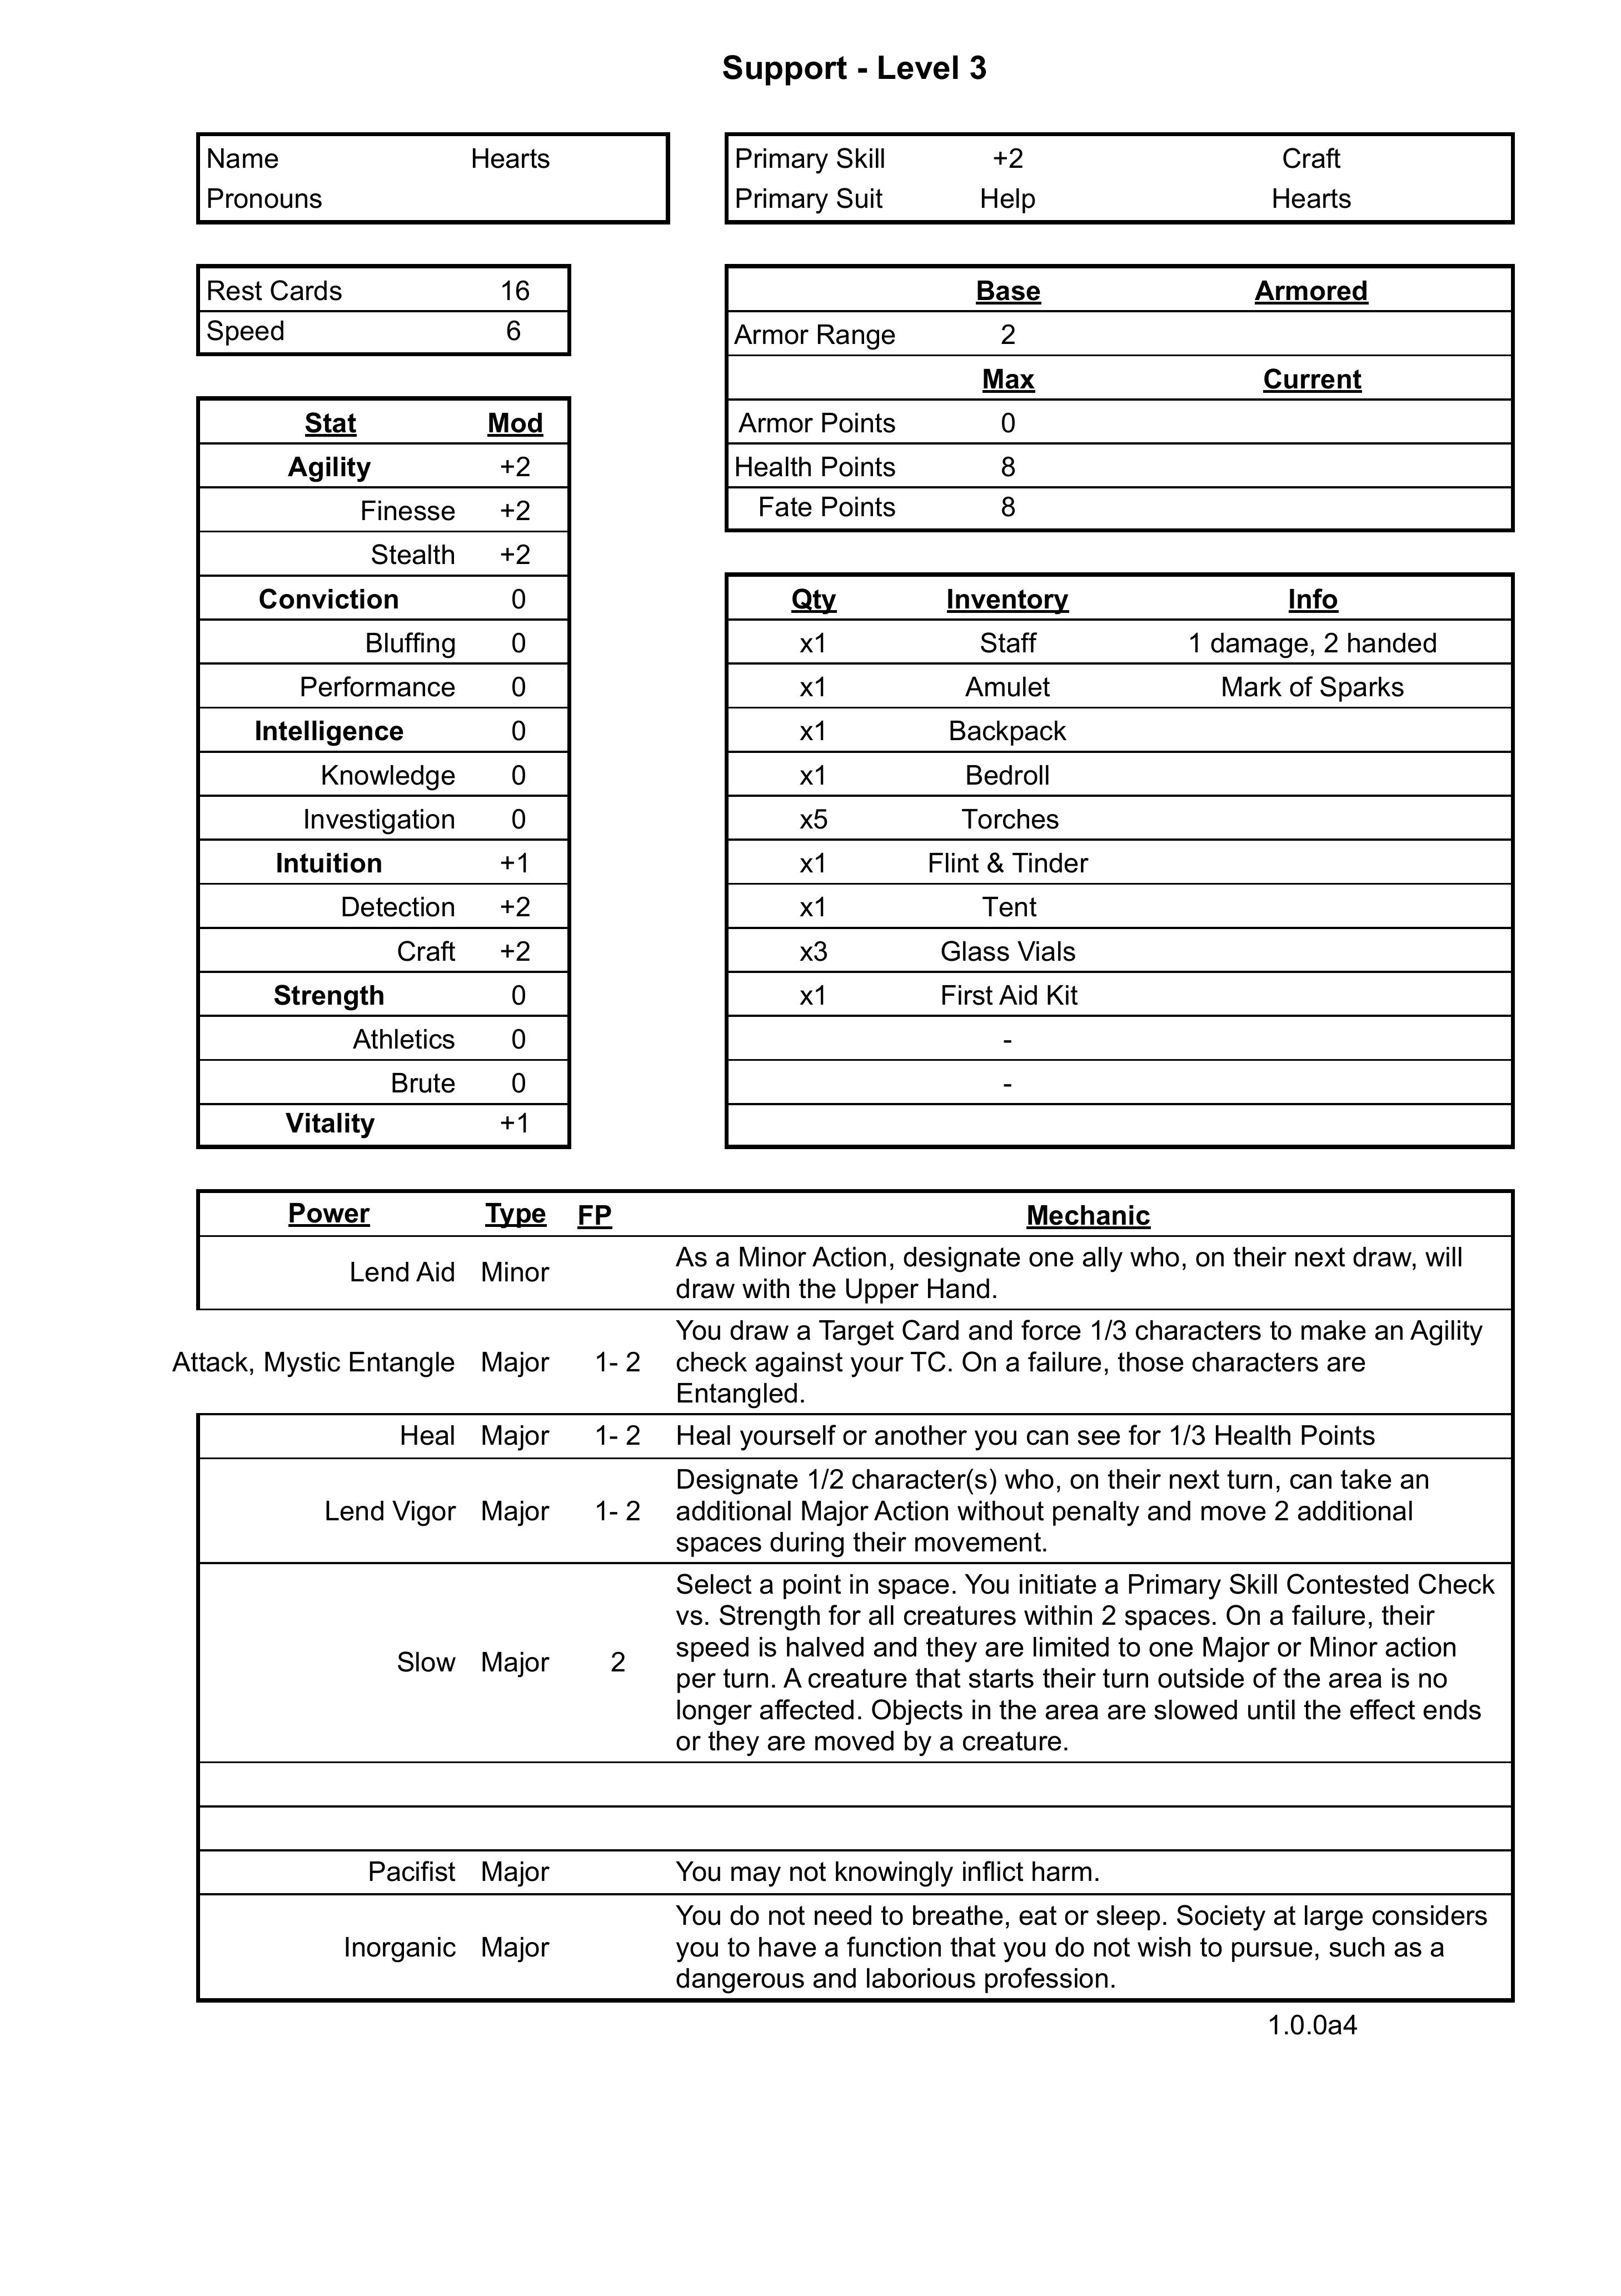 Support - Level 3
Name Hearts
Pronouns
Primary Skill +2 Craft
Primary Suit Help Hearts
Rest Cards 16
Speed 6
Base Armored
Armor Range 2
Max Current
Armor Points 0
Health Points 8
Fate Points 8
Stat Mod
Agility +2
Finesse +2
Stealth +2
Conviction 0
Bluffing 0
Performance 0
Intelligence 0
Knowledge 0
Investigation 0
Intuition +1
Detection +2
Craft +2
Strength 0
Athletics 0
Brute 0
Vitality +1
Qty Inventory Info
x1 Staff 1 damage, 2 handed
x1 Amulet Mark of Sparks
x1 Backpack
x1 Bedroll
x5 Torches
x1 Flint & Tinder
x1 Tent
x3 Glass Vials
x1 First Aid Kit
-
-
Power Type FP Mechanic
Lend Aid Minor As a Minor Action, designate one ally who, on their next draw, will
draw with the Upper Hand.
You draw a Target Card and force 1/3 characters to make an Agility
Attack, Mystic Entangle Major 1- 2 check against your TC. On a failure, those characters are
Entangled.
Heal Major 1- 2 Heal yourself or another you can see for 1/3 Health Points
Designate 1/2 character(s) who, on their next turn, can take an
Lend Vigor Major 1- 2 additional Major Action without penalty and move 2 additional
spaces during their movement.
Select a point in space. You initiate a Primary Skill Contested Check
vs. Strength for all creatures within 2 spaces. On a failure, their
speed is halved and they are limited to one Major or Minor action
Slow Major 2 per turn. A creature that starts their turn outside of the area is no
longer affected. Objects in the area are slowed until the effect ends
or they are moved by a creature.
Pacifist Major You may not knowingly inflict harm.
You do not need to breathe, eat or sleep. Society at large considers
Inorganic Major you to have a function that you do not wish to pursue, such as a
dangerous and laborious profession.
1.0.0a4